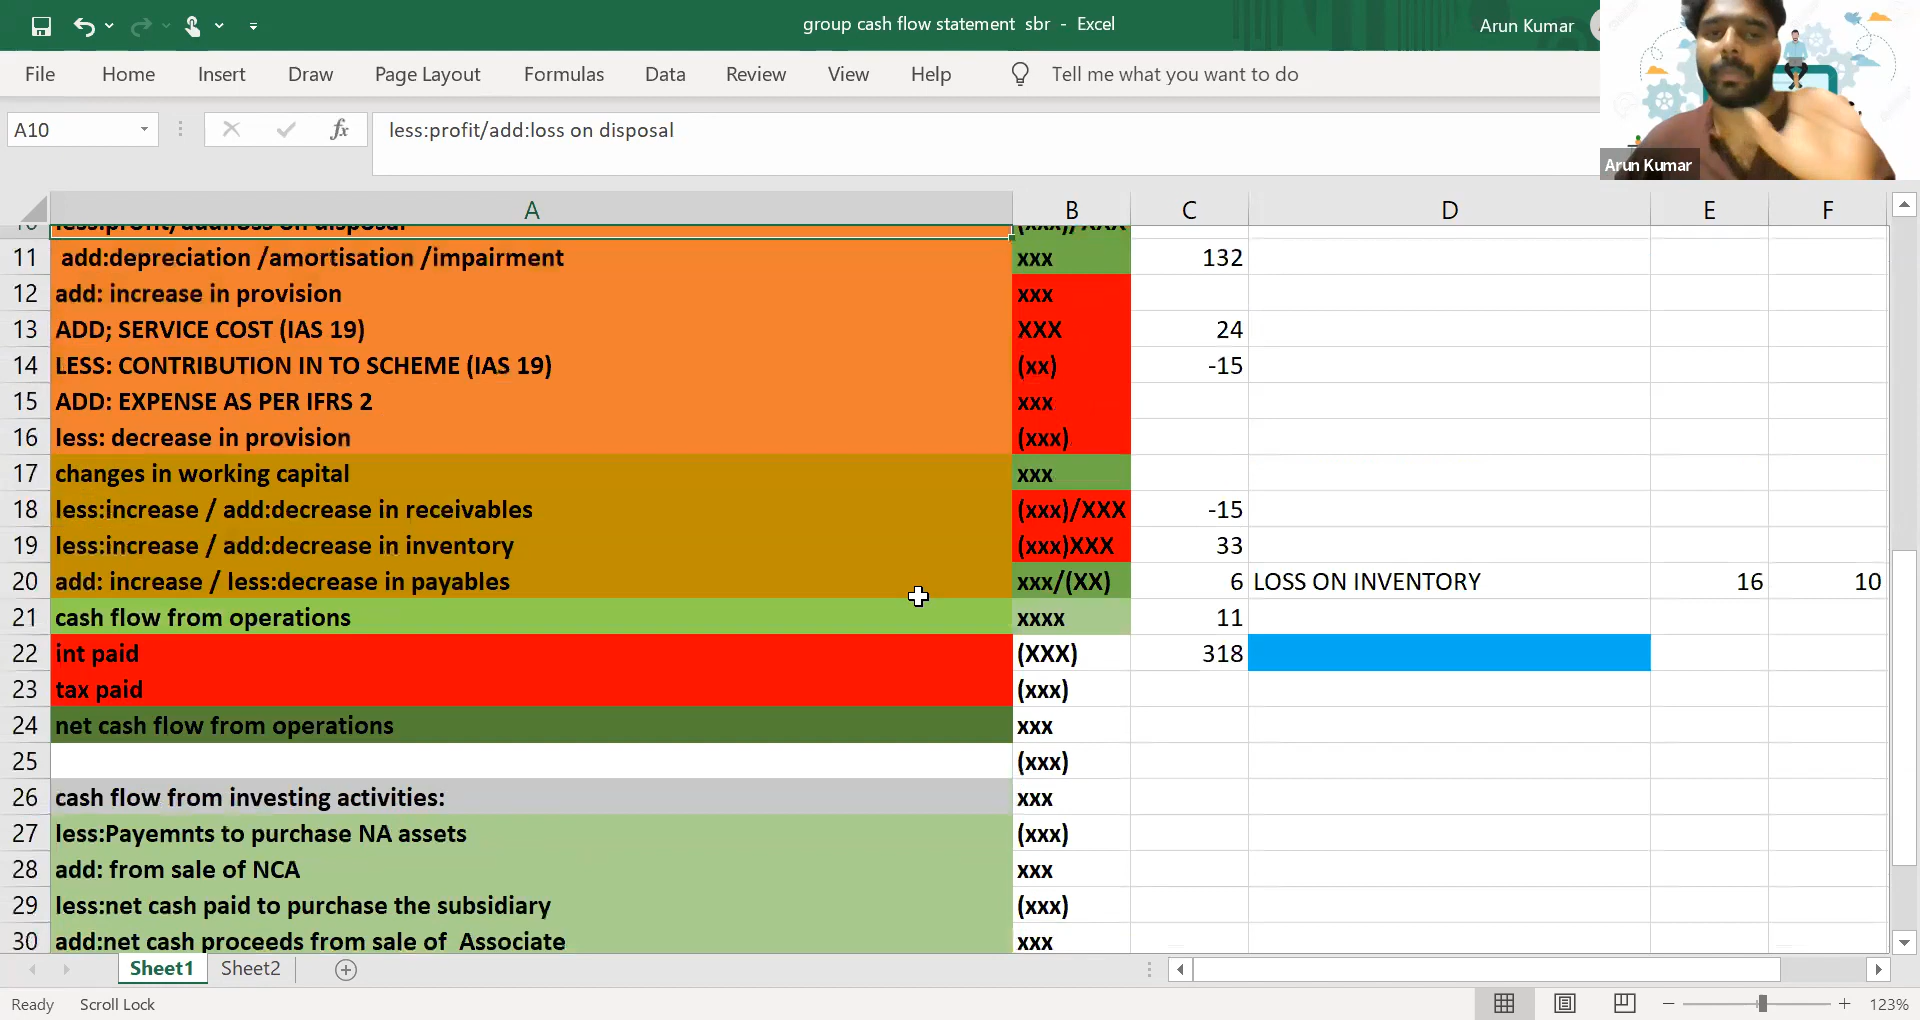 group cash flow statement sbr - Excel
Arun Kumar
File Home Insert Draw Page Layout Formulas Data Review View Help Tell me what you want to do
Arun Kumar
A10 fx less:profit/add:loss on disposal
A B C D E F
10 less:profit/add:loss on disposal (xxx)/XXX
11 add:depreciation /amortisation /impairment xxx 132
12 add: increase in provision xxx
13 ADD; SERVICE COST (IAS 19) XXX 24
14 LESS: CONTRIBUTION IN TO SCHEME (IAS 19) (xx) -15
15 ADD: EXPENSE AS PER IFRS 2 xxx
16 less: decrease in provision (xxx)
17 changes in working capital xxx
18 less:increase / add:decrease in receivables (xxx)/XXX -15
19 less:increase / add:decrease in inventory (xxx)XXX 33
20 add: increase / less:decrease in payables xxx/(XX) 6 LOSS ON INVENTORY 16 10
21 cash flow from operations xxxx 11
22 int paid (XXX) 318
23 tax paid (xxx)
24 net cash flow from operations xxx
25 (xxx)
26 cash flow from investing activities: xxx
27 less:Payemnts to purchase NA assets (xxx)
28 add: from sale of NCA xxx
29 less:net cash paid to purchase the subsidiary (xxx)
30 add:net cash proceeds from sale of Associate xxx
Sheet1 Sheet2
Ready Scroll Lock 123%